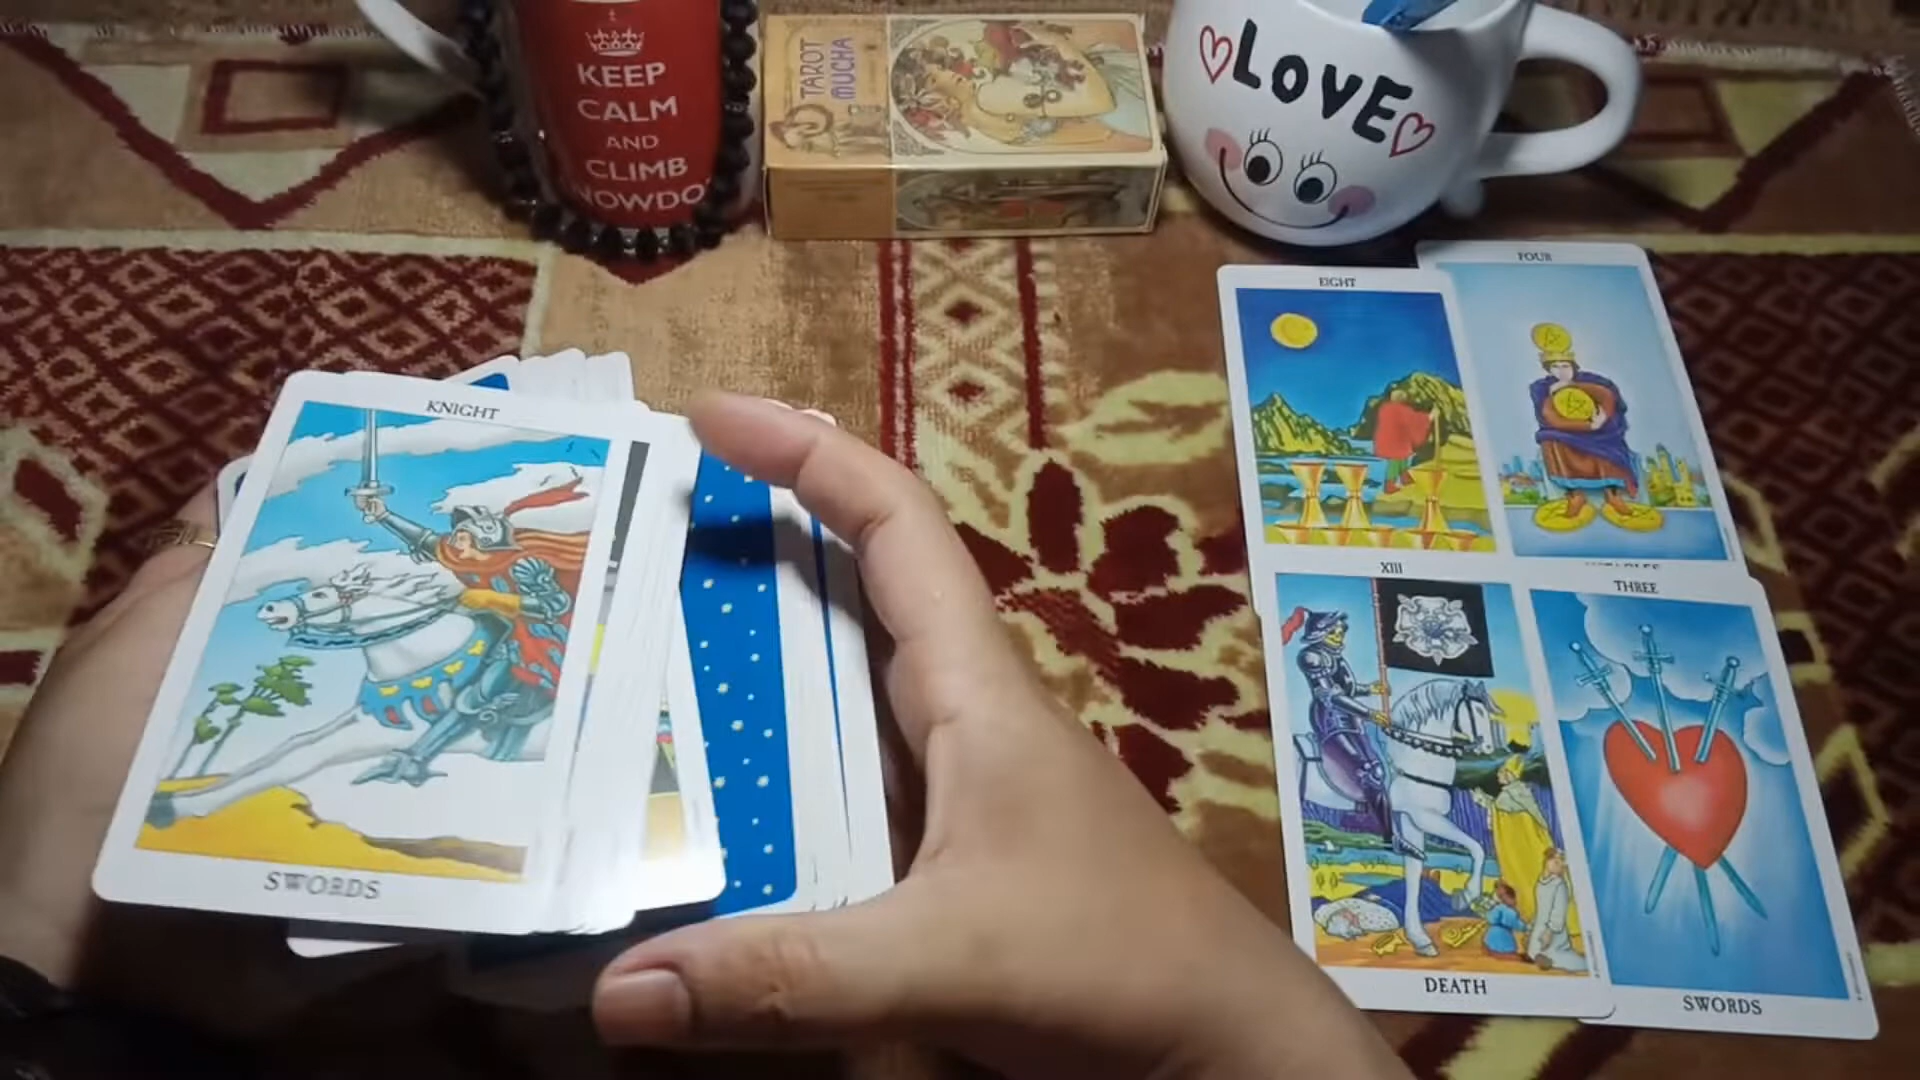 KEEP
CALM
AND
CLIMB
TAROT
MUCHA
LOVE
EIGHT
FOUR
KNIGHT
SWORDS
XIII
DEATH
THREE
SWORDS